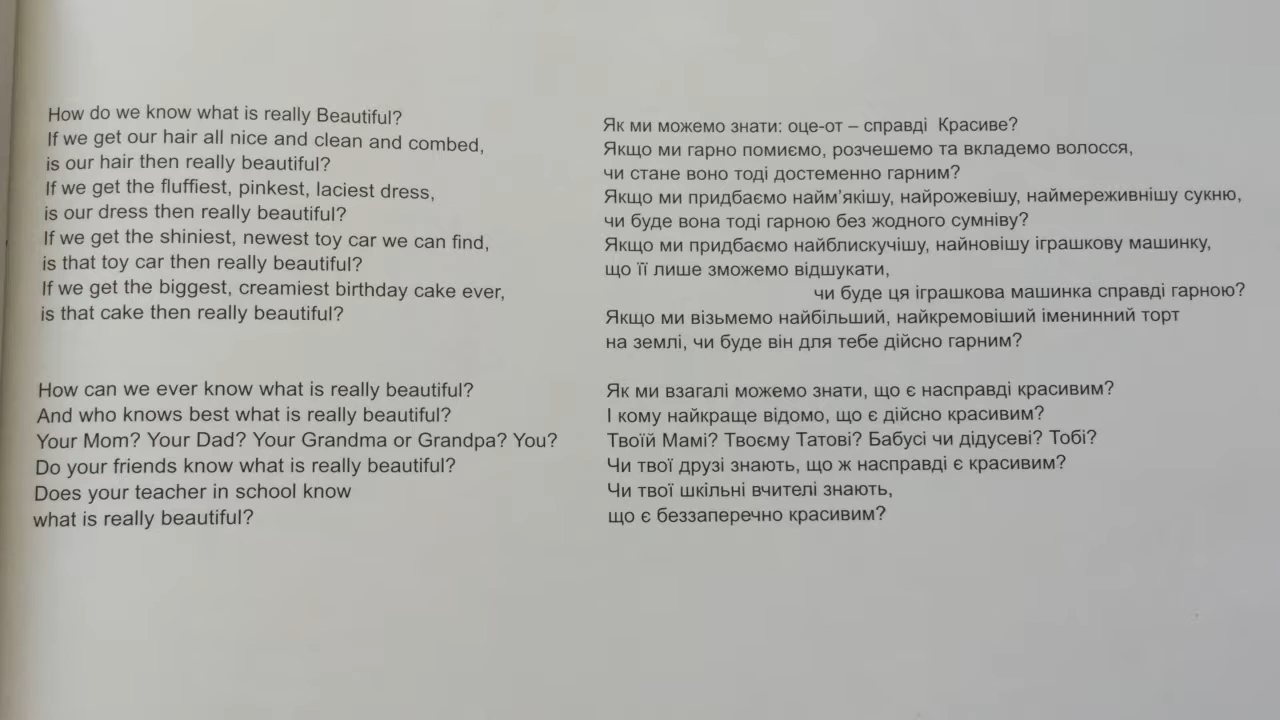 How do we know what is really Beautiful?
If we get our hair all nice and clean and combed,
is our hair then really beautiful?
If we get the fluffiest, pinkest, laciest dress,
is our dress then really beautiful?
If we get the shiniest, newest toy car we can find,
is that toy car then really beautiful?
If we get the biggest, creamiest birthday cake ever,
is that cake then really beautiful?
How can we ever know what is really beautiful?
And who knows best what is really beautiful?
Your Mom? Your Dad? Your Grandma or Grandpa? You?
Do your friends know what is really beautiful?
Does your teacher in school know
what is really beautiful?
Як ми можемо знати: оце-от – справді Красиве?
Якщо ми гарно помиємо, розчешемо та вкладемо волосся,
чи стане воно тоді достеменно гарним?
Якщо ми придбаємо найм’якішу, найрожевішу, наймереживнішу сукню,
чи буде вона тоді гарною без жодного сумніву?
Якщо ми придбаємо найблискучішу, найновішу іграшкову машинку,
що її лише зможемо відшукати,
чи буде ця іграшкова машинка справді гарною?
Якщо ми візьмемо найбільший, найкремовіший іменинний торт
на землі, чи буде він для тебе дійсно гарним?
Як ми взагалі можемо знати, що є насправді красивим?
І кому найкраще відомо, що є дійсно красивим?
Твоїй Мамі? Твоєму Татові? Бабусі чи дідусеві? Тобі?
Чи твої друзі знають, що ж насправді є красивим?
Чи твої шкільні вчителі знають,
що є беззаперечно красивим?